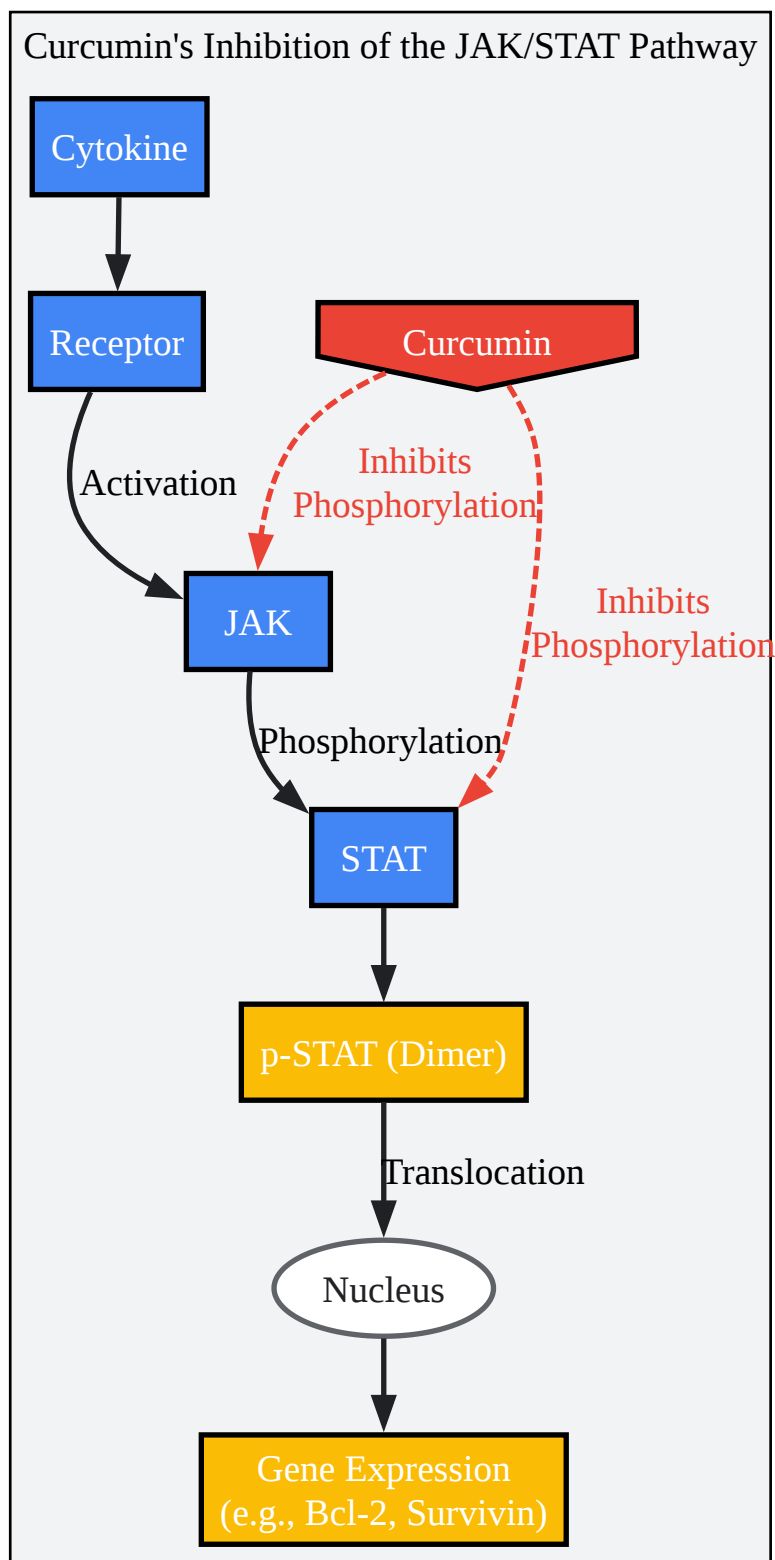 Curcumin's Inhibition of the JAK/STAT Pathway
Cytokine
Receptor
Curcumin
Activation
Inhibits
Phosphorylation
JAK
Inhibits
Phosphorylation
Phosphorylation
STAT
p-STAT (Dimer)
Translocation
Nucleus
Gene Expression
(e.g., Bcl-2, Survivin)